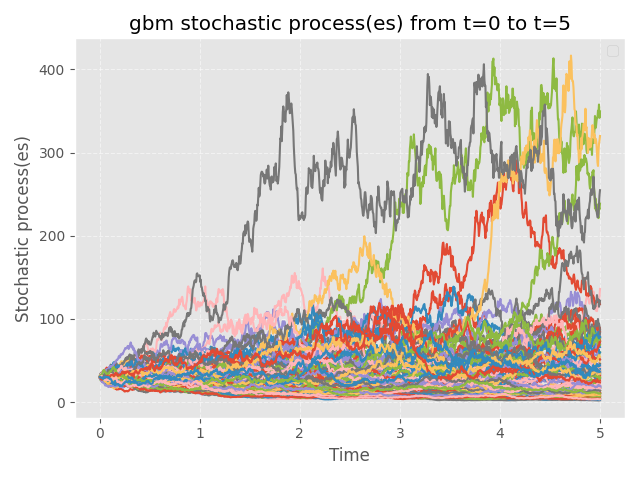 gbm stochastic process(es) from t=0 to t=5
Stochastic process(es)
400
300
200
100
0
0 1 2 3 4 5
Time